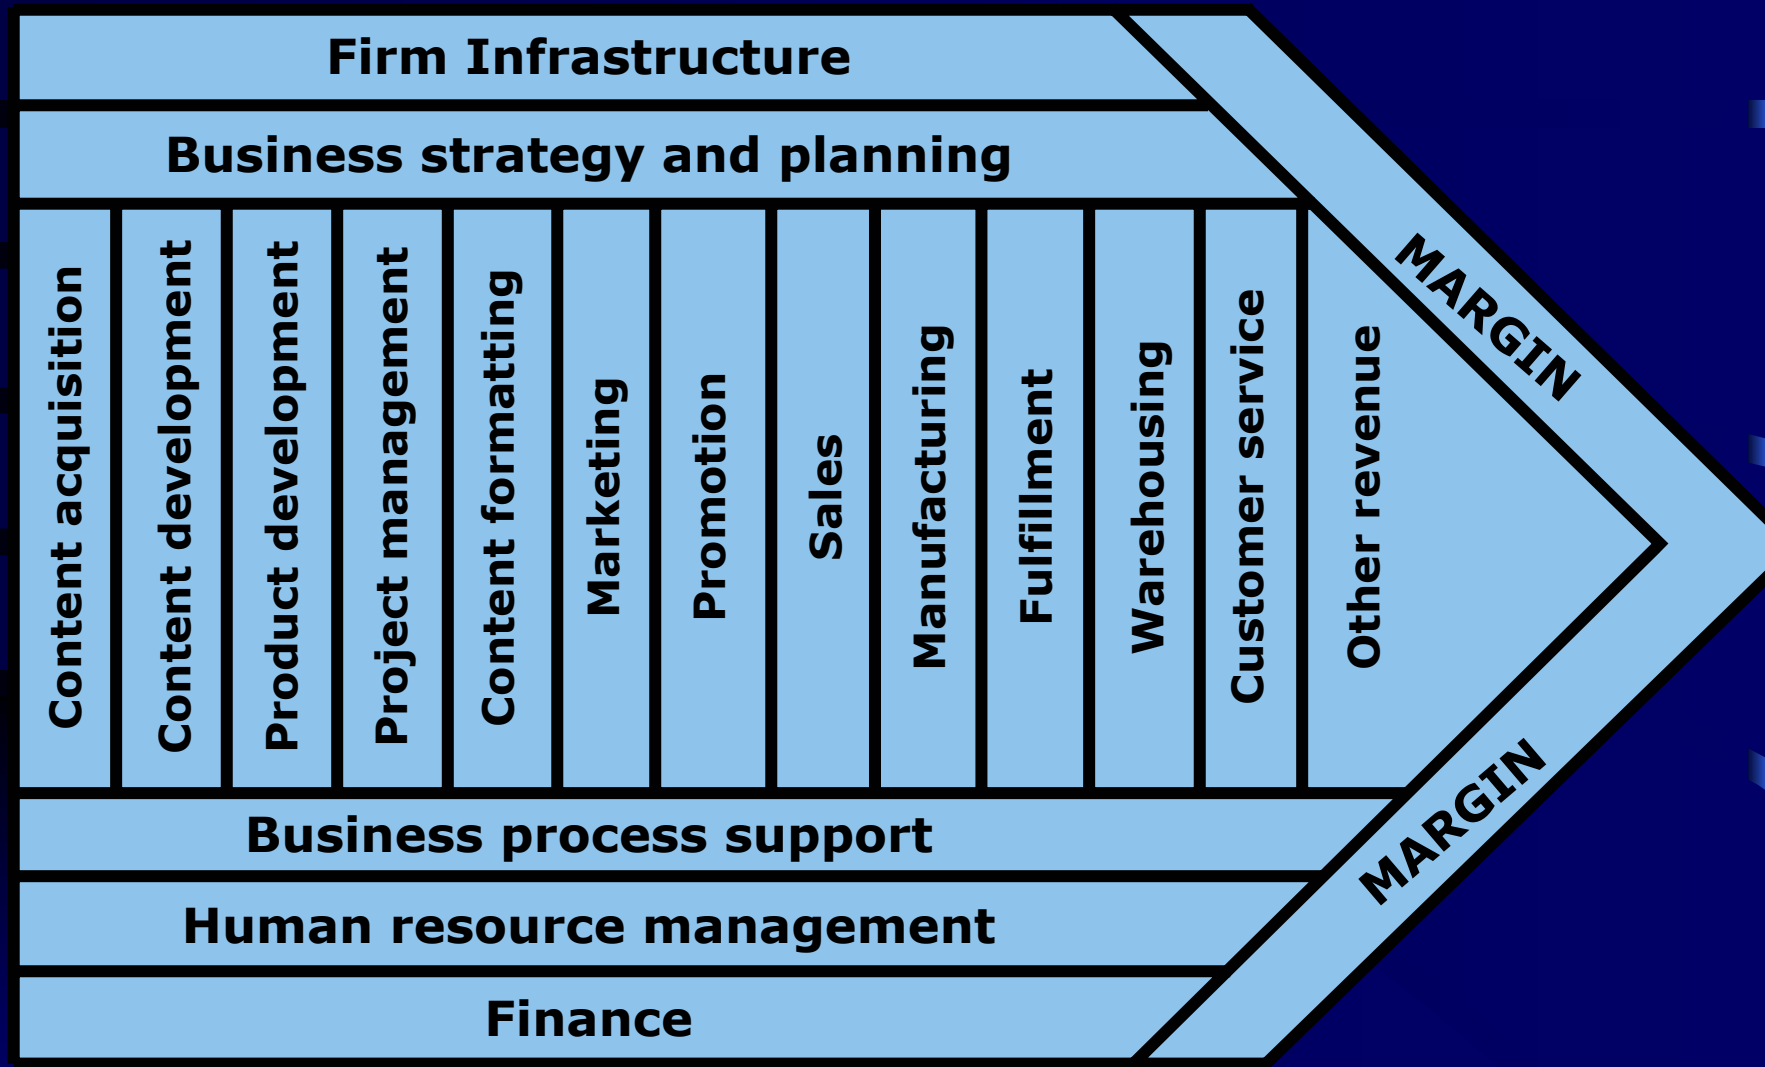 Firm Infrastructure
Business strategy and planning
Content acquisition
Content development
Product development
Project management
Content formatting
Marketing
Promotion
Sales
Manufacturing
Fulfillment
Warehousing
Customer service
Other revenue
MARGIN
MARGIN
Business process support
Human resource management
Finance